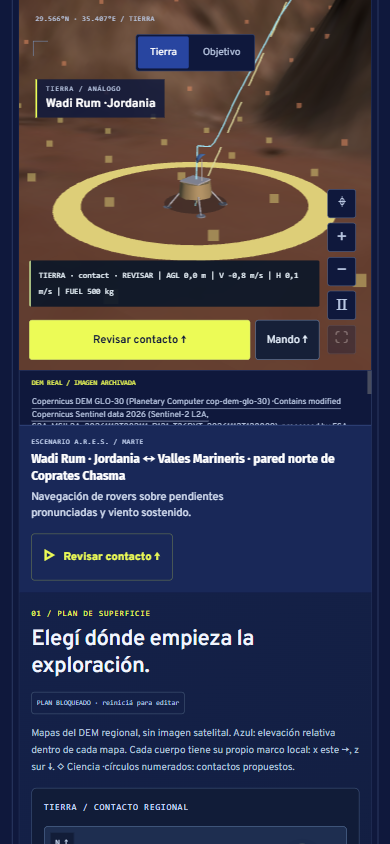 29.566°N · 35.407°E / TIERRA
Tierra Objetivo
TIERRA / ANÁLOGO
Wadi Rum ·Jordania
+
−
TIERRA · contact · REVISAR | AGL 0,0 m | V -0,8 m/s | H 0,1
m/s | FUEL 500 kg
Revisar contacto ↑ Mando ↑
DEM REAL / IMAGEN ARCHIVADA
Copernicus DEM GLO-30 (Planetary Computer cop-dem-glo-30) ·Contains modified
Copernicus Sentinel data 2026 (Sentinel-2 L2A,
ESCENARIO A.R.E.S. / MARTE
Wadi Rum · Jordania ↔ Valles Marineris · pared norte de
Coprates Chasma
Navegación de rovers sobre pendientes
pronunciadas y viento sostenido.
Revisar contacto ↑
01 / PLAN DE SUPERFICIE
Elegí dónde empieza la
exploración.
PLAN BLOQUEADO · reiniciá para editar
Mapas del DEM regional, sin imagen satelital. Azul: elevación relativa
dentro de cada mapa. Cada cuerpo tiene su propio marco local: x este →, z
sur ↓. ◇ Ciencia ·círculos numerados: contactos propuestos.
TIERRA / CONTACTO REGIONAL
N ↑